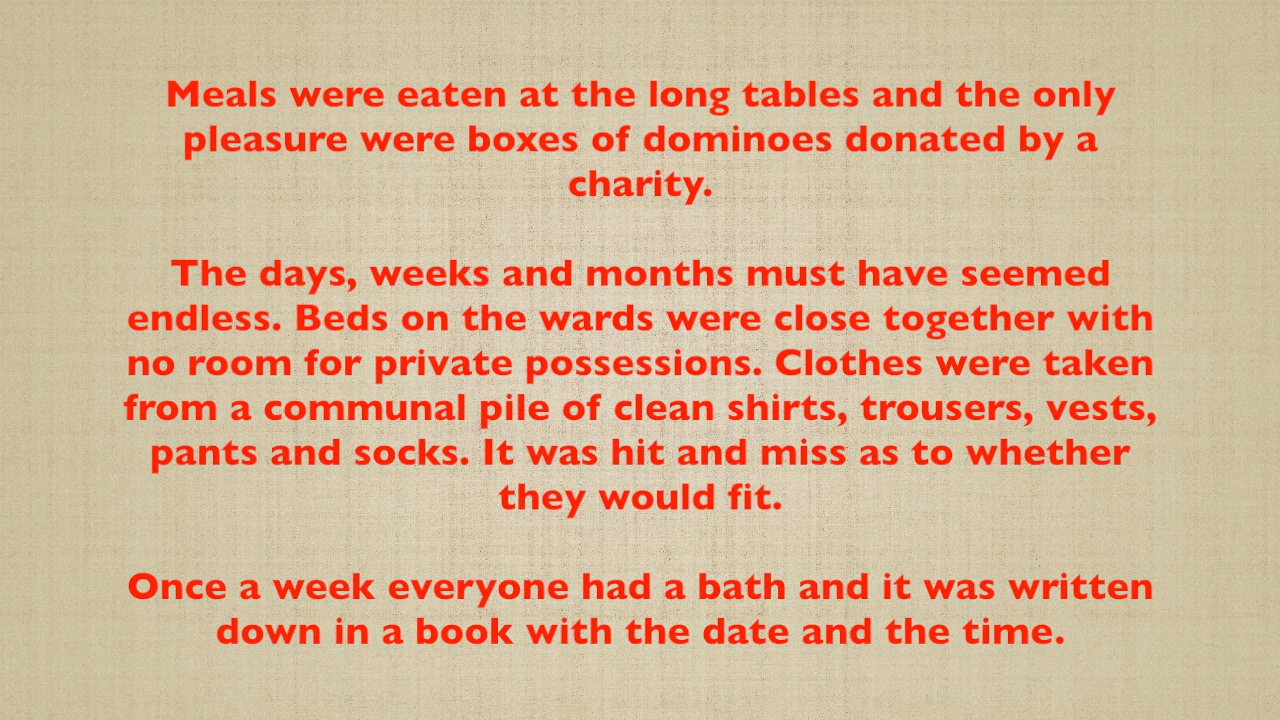 Meals were eaten at the long tables and the only
pleasure were boxes of dominoes donated by a
charity.
The days, weeks and months must have seemed
endless. Beds on the wards were close together with
no room for private possessions. Clothes were taken
from a communal pile of clean shirts, trousers, vests,
pants and socks. It was hit and miss as to whether
they would fit.
Once a week everyone had a bath and it was written
down in a book with the date and the time.